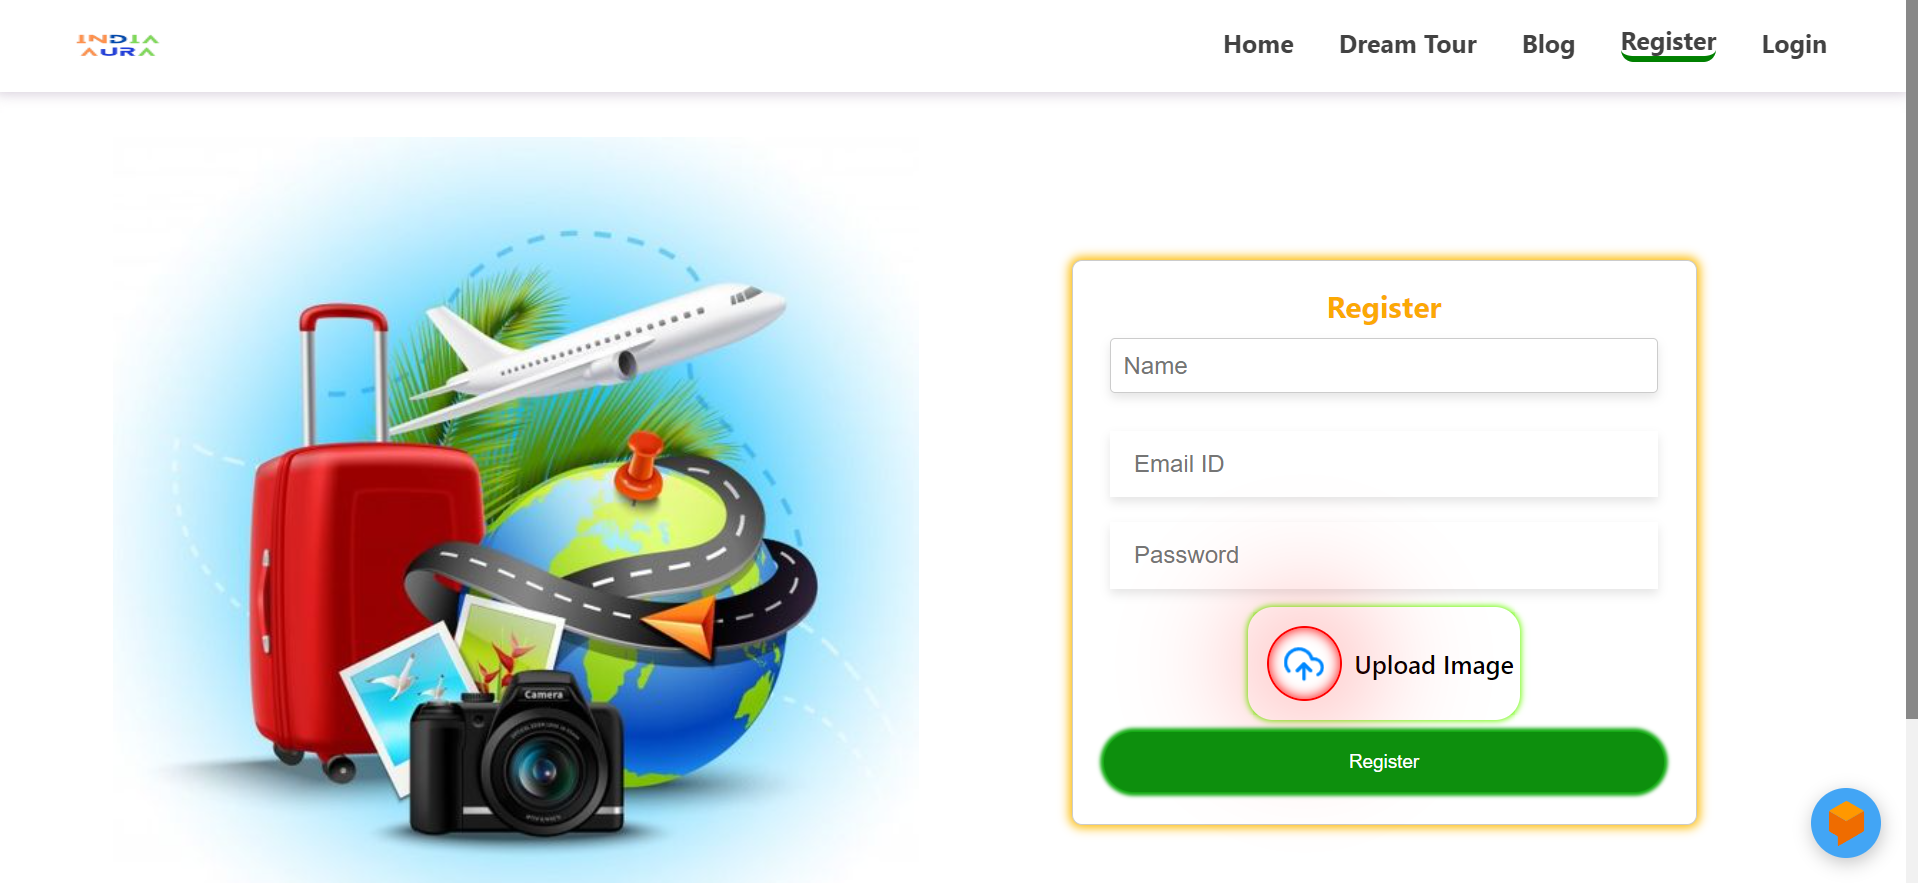 INDIA
AURA
Home
Dream Tour
Blog
Register
Login
Register
Name
Email ID
Password
Upload Image
Register
Camera